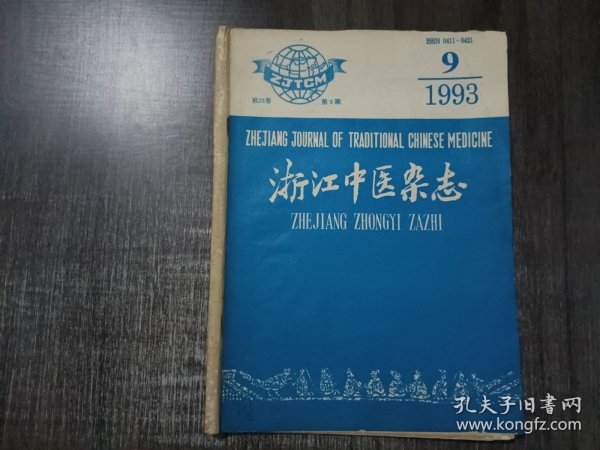 ISSN 0411-8421
ZJTCM
9
1993
第28卷 第9期
ZHEJIANG JOURNAL OF TRADITIONAL CHINESE MEDICINE
浙江中医杂志
ZHEJIANG ZHONGYI ZAZHI
孔夫子旧书网
www.kongfz.com